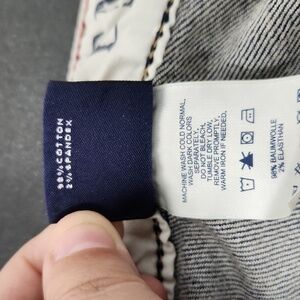 98% COTTON
2% SPANDEX
MACHINE WASH COLD NORMAL,
WASH DARK COLORS
SEPARATELY,
DO NOT BLEACH,
TUMBLE DRY LOW,
REMOVE PROMPTLY,
WARM IRON IF NEEDED.
98% BAUMWOLLE
2% ELASTHAN